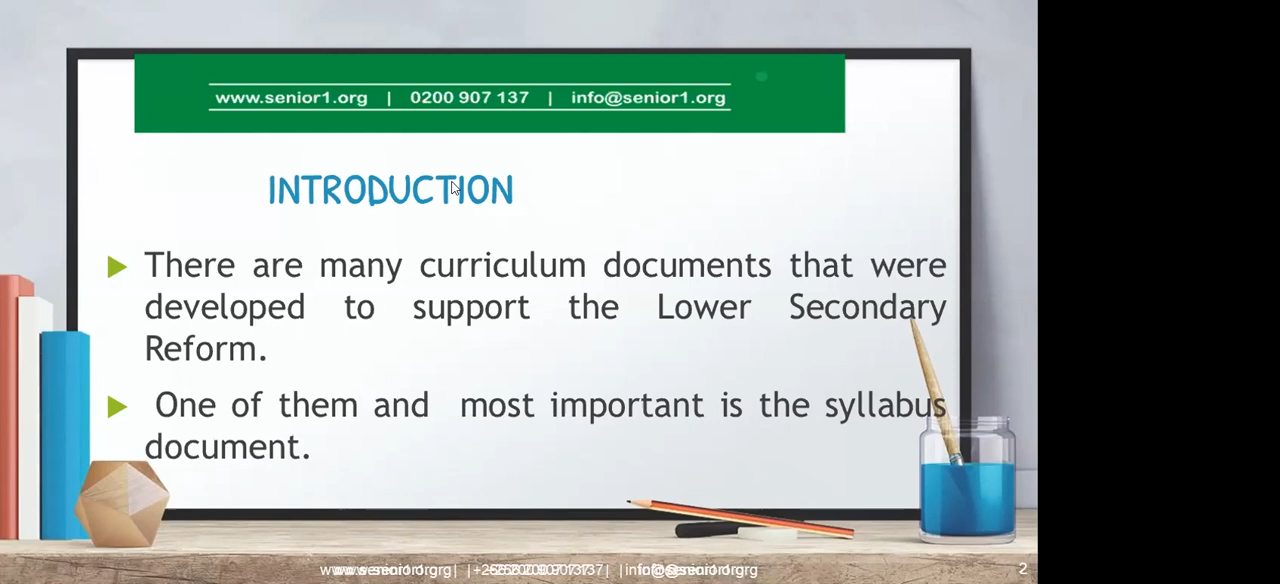 www.senior1.org | 0200 907 137 | info@senior1.org
INTRODUCTION
There are many curriculum documents that were
developed to support the Lower Secondary
Reform.
One of them and most important is the syllabus
document.
2